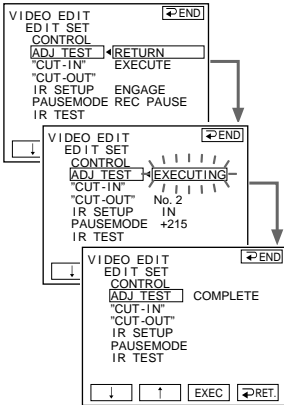 VIDEO EDIT ⮌END
EDIT SET
CONTROL
ADJ TEST RETURN
"CUT-IN" EXECUTE
"CUT-OUT"
IR SETUP ENGAGE
PAUSEMODE REC PAUSE
IR TEST
↓
VIDEO EDIT ⮌END
EDIT SET
CONTROL
ADJ TEST EXECUTING
"CUT-IN"
"CUT-OUT" No. 2
IR SETUP IN
PAUSEMODE +215
IR TEST
↓
VIDEO EDIT ⮌END
EDIT SET
CONTROL
ADJ TEST COMPLETE
"CUT-IN"
"CUT-OUT"
IR SETUP
PAUSEMODE
IR TEST
↓ ↑ EXEC ⮌RET.